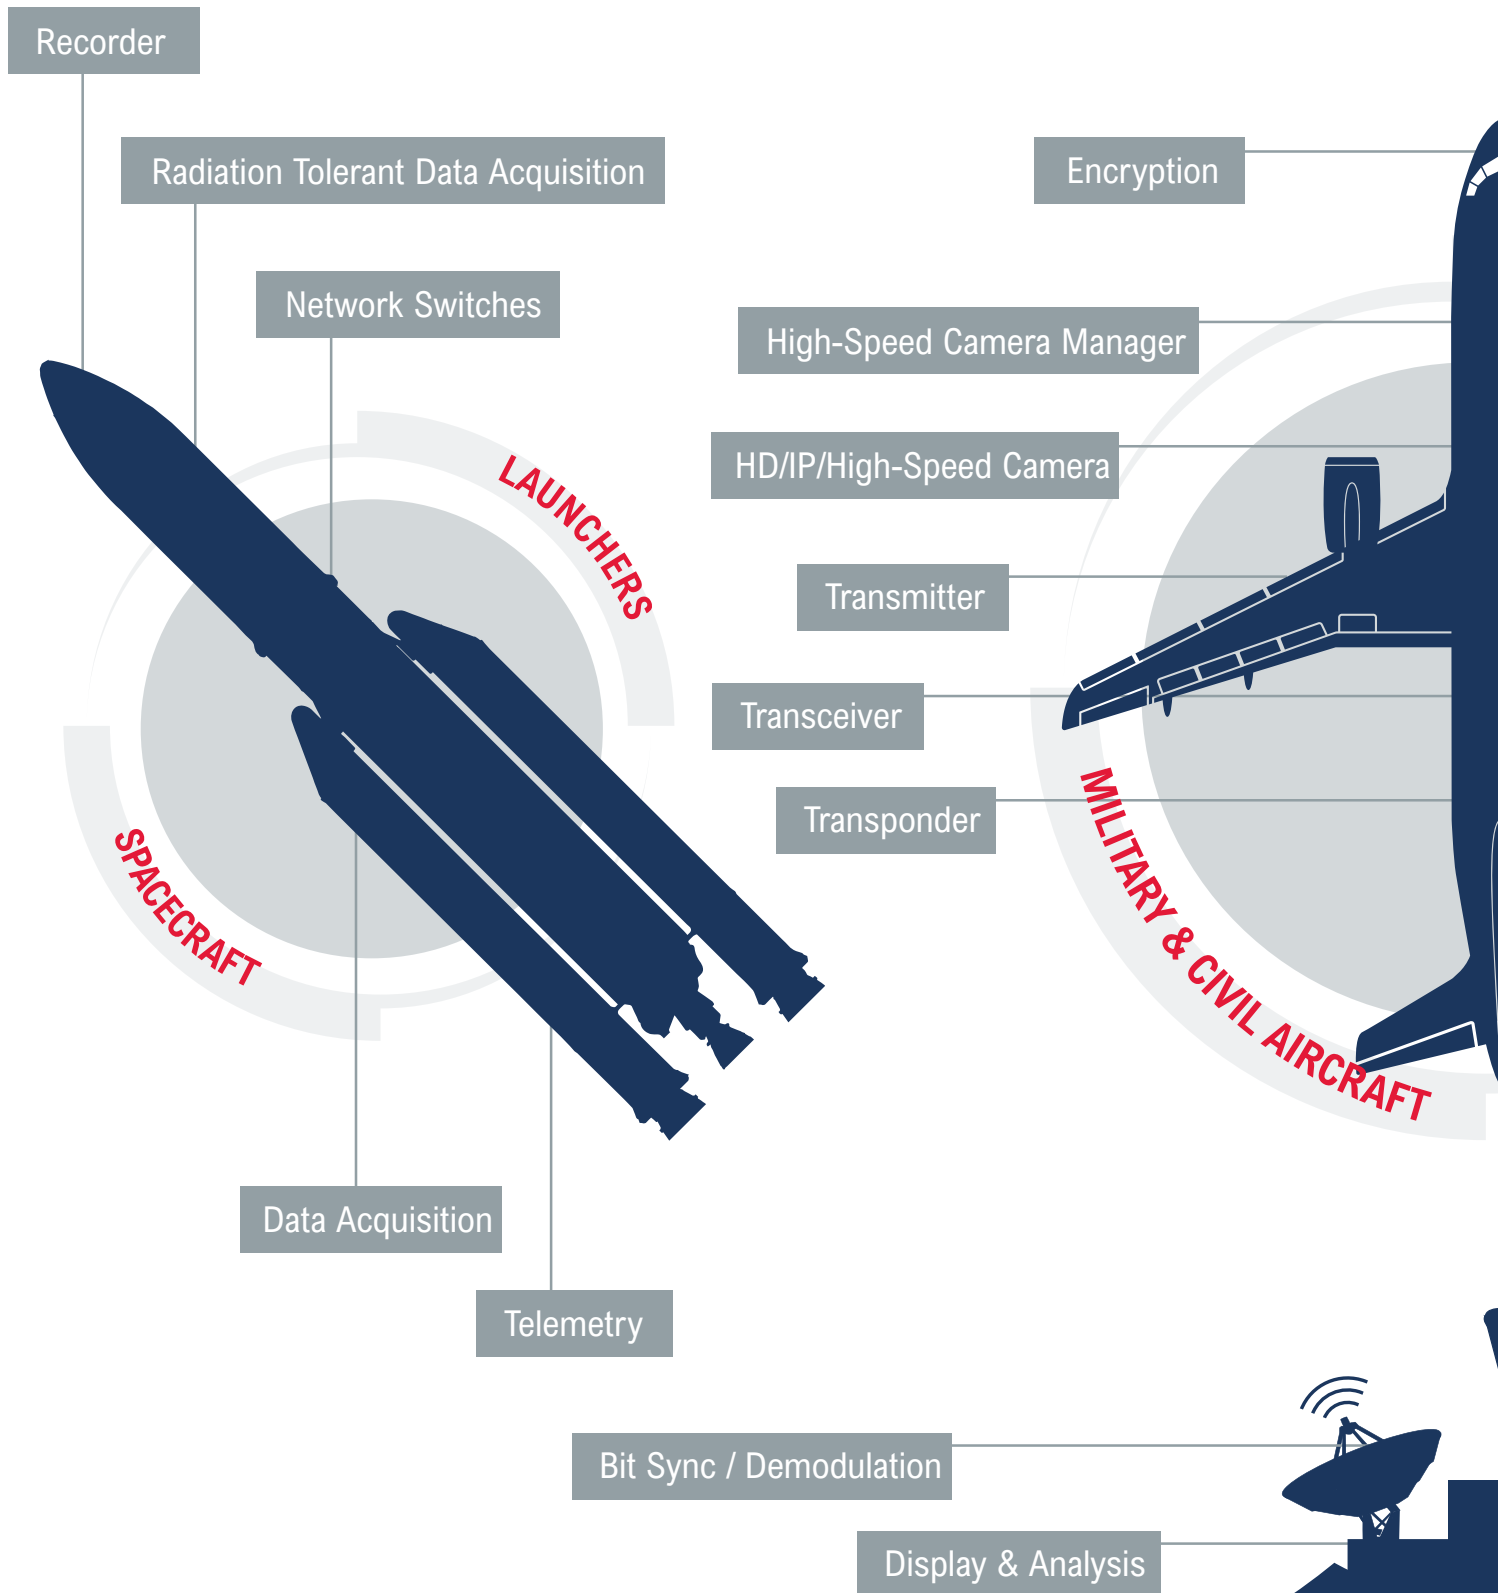 Recorder
Radiation Tolerant Data Acquisition
Network Switches
LAUNCHERS
SPACECRAFT
Data Acquisition
Telemetry
Encryption
High-Speed Camera Manager
HD/IP/High-Speed Camera
Transmitter
Transceiver
Transponder
MILITARY & CIVIL AIRCRAFT
Bit Sync / Demodulation
Display & Analysis